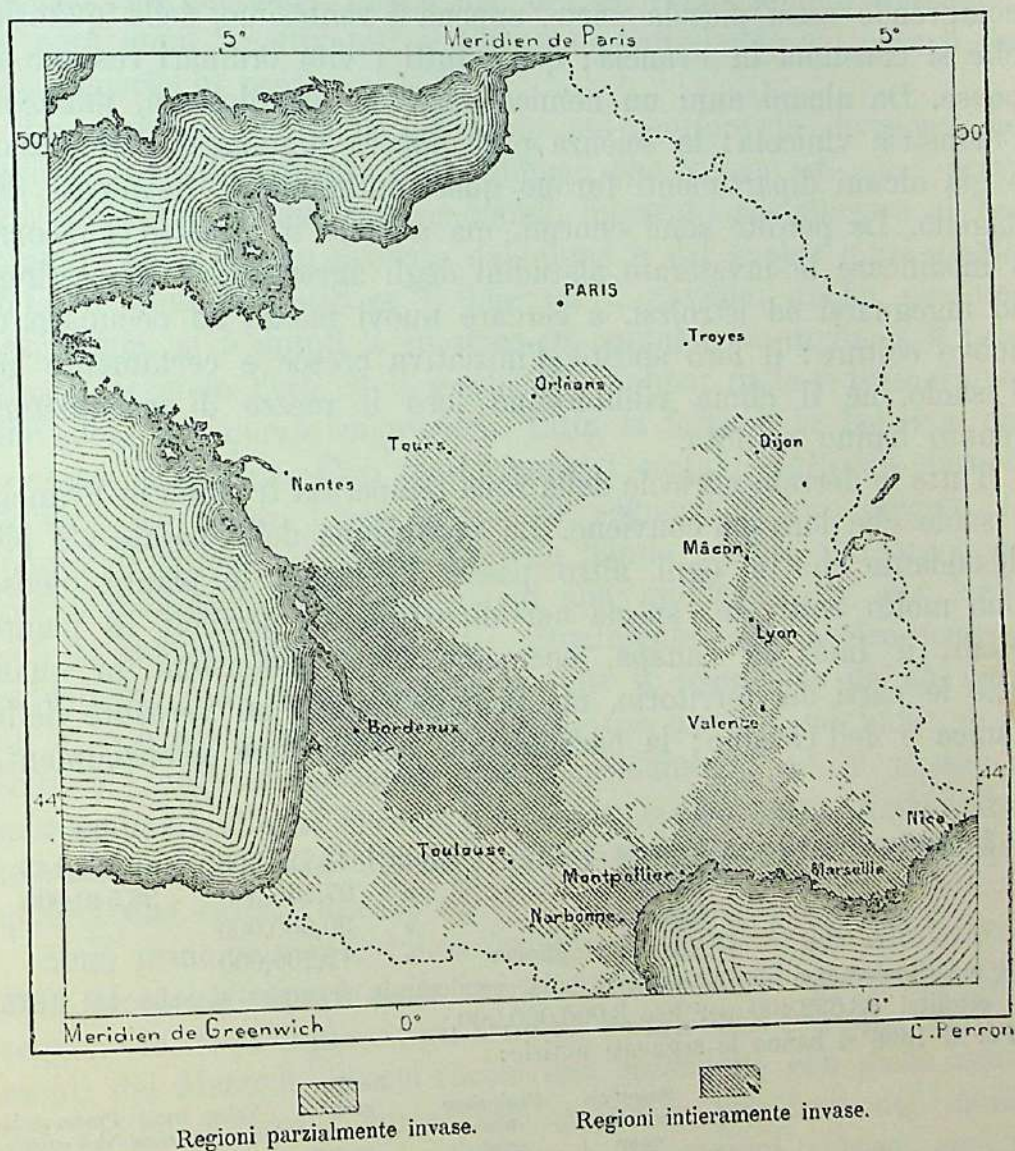 5° Meridien de Paris 5°
50° 50°
PARIS
Troyes
Orléans
Tours
Dijon
Nantes
Mâcon
Lyon
Bordeaux
Valence
44° 44°
Nice
Toulouse
Montpellier
Marseille
Narbonne
Meridien de Greenwich 0° 6°
C. Perron
Regioni parzialmente invase.
Regioni intieramente invase.